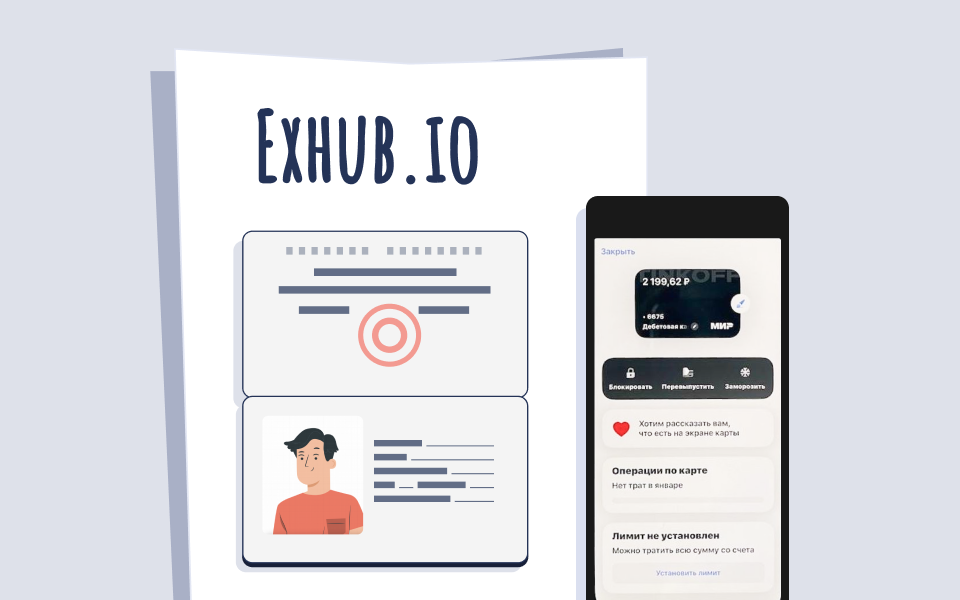 Exhub.io
Закрыть
TINKOFF
2 199,62 ₽
• 6675
Дебетовая
МИР
Блокировать
Перевыпустить
Заморозить
Хотим рассказать вам,
что есть на экране карты
Операции по карте
Нет трат в январе
Лимит не установлен
Можно тратить всю сумму со счета
Установить лимит